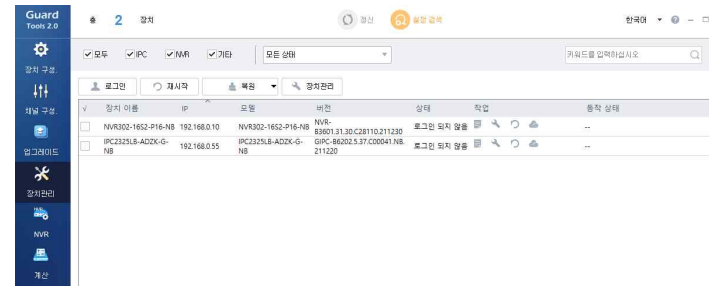 Guard
Tools 2.0
총 2 장치
정선
설정 검색
한국어
장치 구성.
채널 구성.
업그레이드
장치관리
NVR
계산
모두 IPC NVR 기타 모든 상태
키워드를 입력하십시오
로그인 재시작 복원 장치관리
√ 장치 이름 IP 모델 버전 상태 작업 동작 상태
NVR302-16S2-P16-NB 192.168.0.10 NVR302-16S2-P16-NB NVR-B3601.31.30.C28110.211230 로그인 되지 않음 --
IPC2325LB-ADZK-G-NB 192.168.0.55 IPC2325LB-ADZK-G-NB GIPC-B6202.5.37.C00041.NB.211220 로그인 되지 않음 --